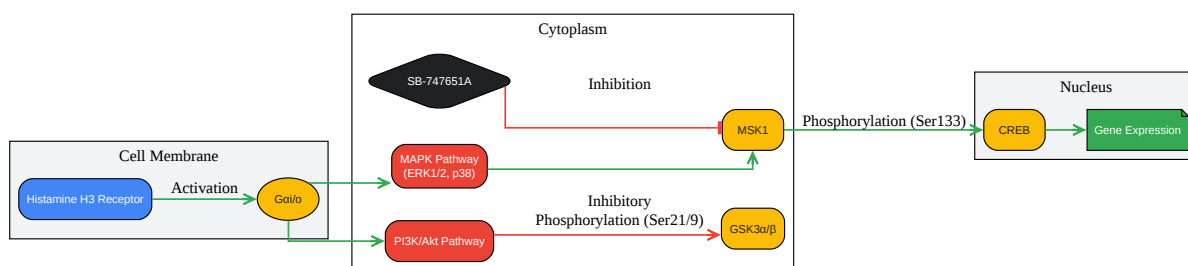 Cytoplasm
SB-747651A
Inhibition
Nucleus
MSK1
Phosphorylation (Ser133)
CREB
Gene Expression
Cell Membrane
MAPK Pathway
(ERK1/2, p38)
Activation
Histamine H3 Receptor
Gαi/o
Inhibitory
Phosphorylation (Ser21/9)
PI3K/Akt Pathway
GSK3α/β